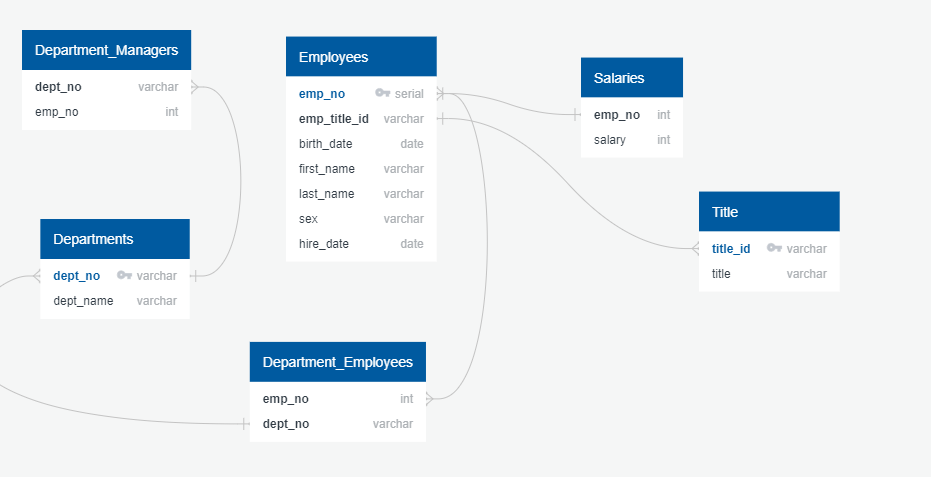 Department_Managers
dept_no varchar
emp_no int
Employees
emp_no serial
emp_title_id varchar
birth_date date
first_name varchar
last_name varchar
sex varchar
hire_date date
Salaries
emp_no int
salary int
Title
title_id varchar
title varchar
Departments
dept_no varchar
dept_name varchar
Department_Employees
emp_no int
dept_no varchar